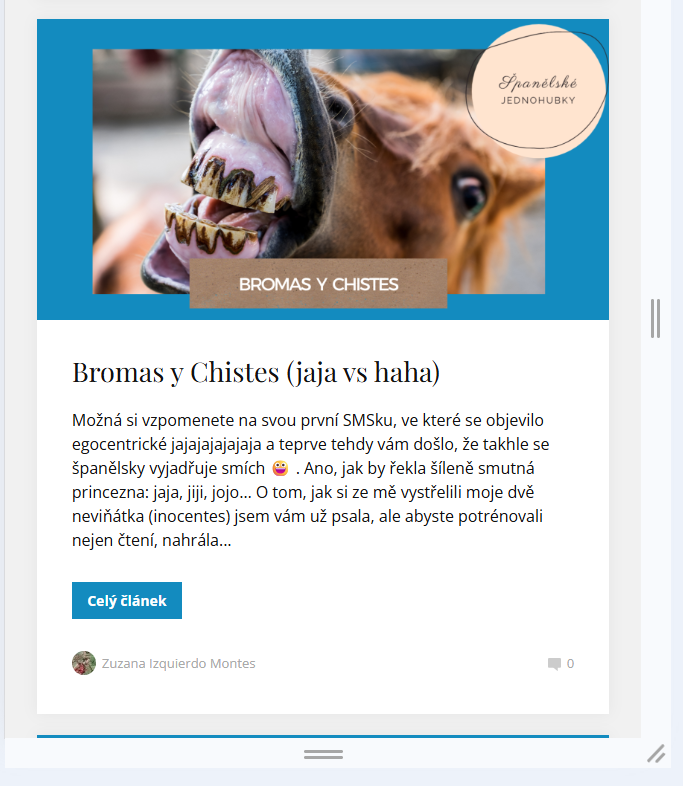 Španělské
JEDNOHUBKY
BROMAS Y CHISTES
Bromas y Chistes (jaja vs haha)
Možná si vzpomenete na svou první SMSku, ve které se objevilo
egocentrické jajajajajajaja a teprve tehdy vám došlo, že takhle se
španělsky vyjadřuje smích 🤪 . Ano, jak by řekla šíleně smutná
princezna: jaja, jiji, jojo... O tom, jak si ze mě vystřelili moje dvě
neviňátka (inocentes) jsem vám už psala, ale abyste potrénovali
nejen čtení, nahrála...
Celý článek
Zuzana Izquierdo Montes
0